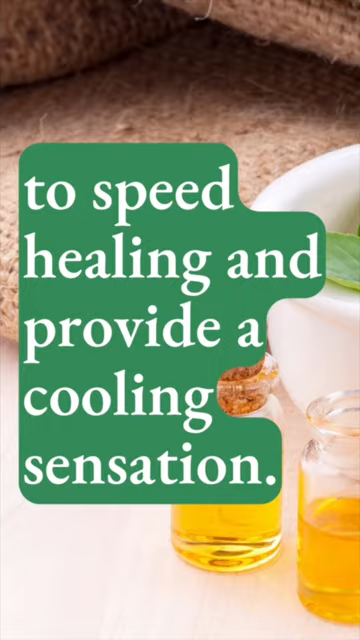 to speed
healing and
provide a
cooling
sensation.